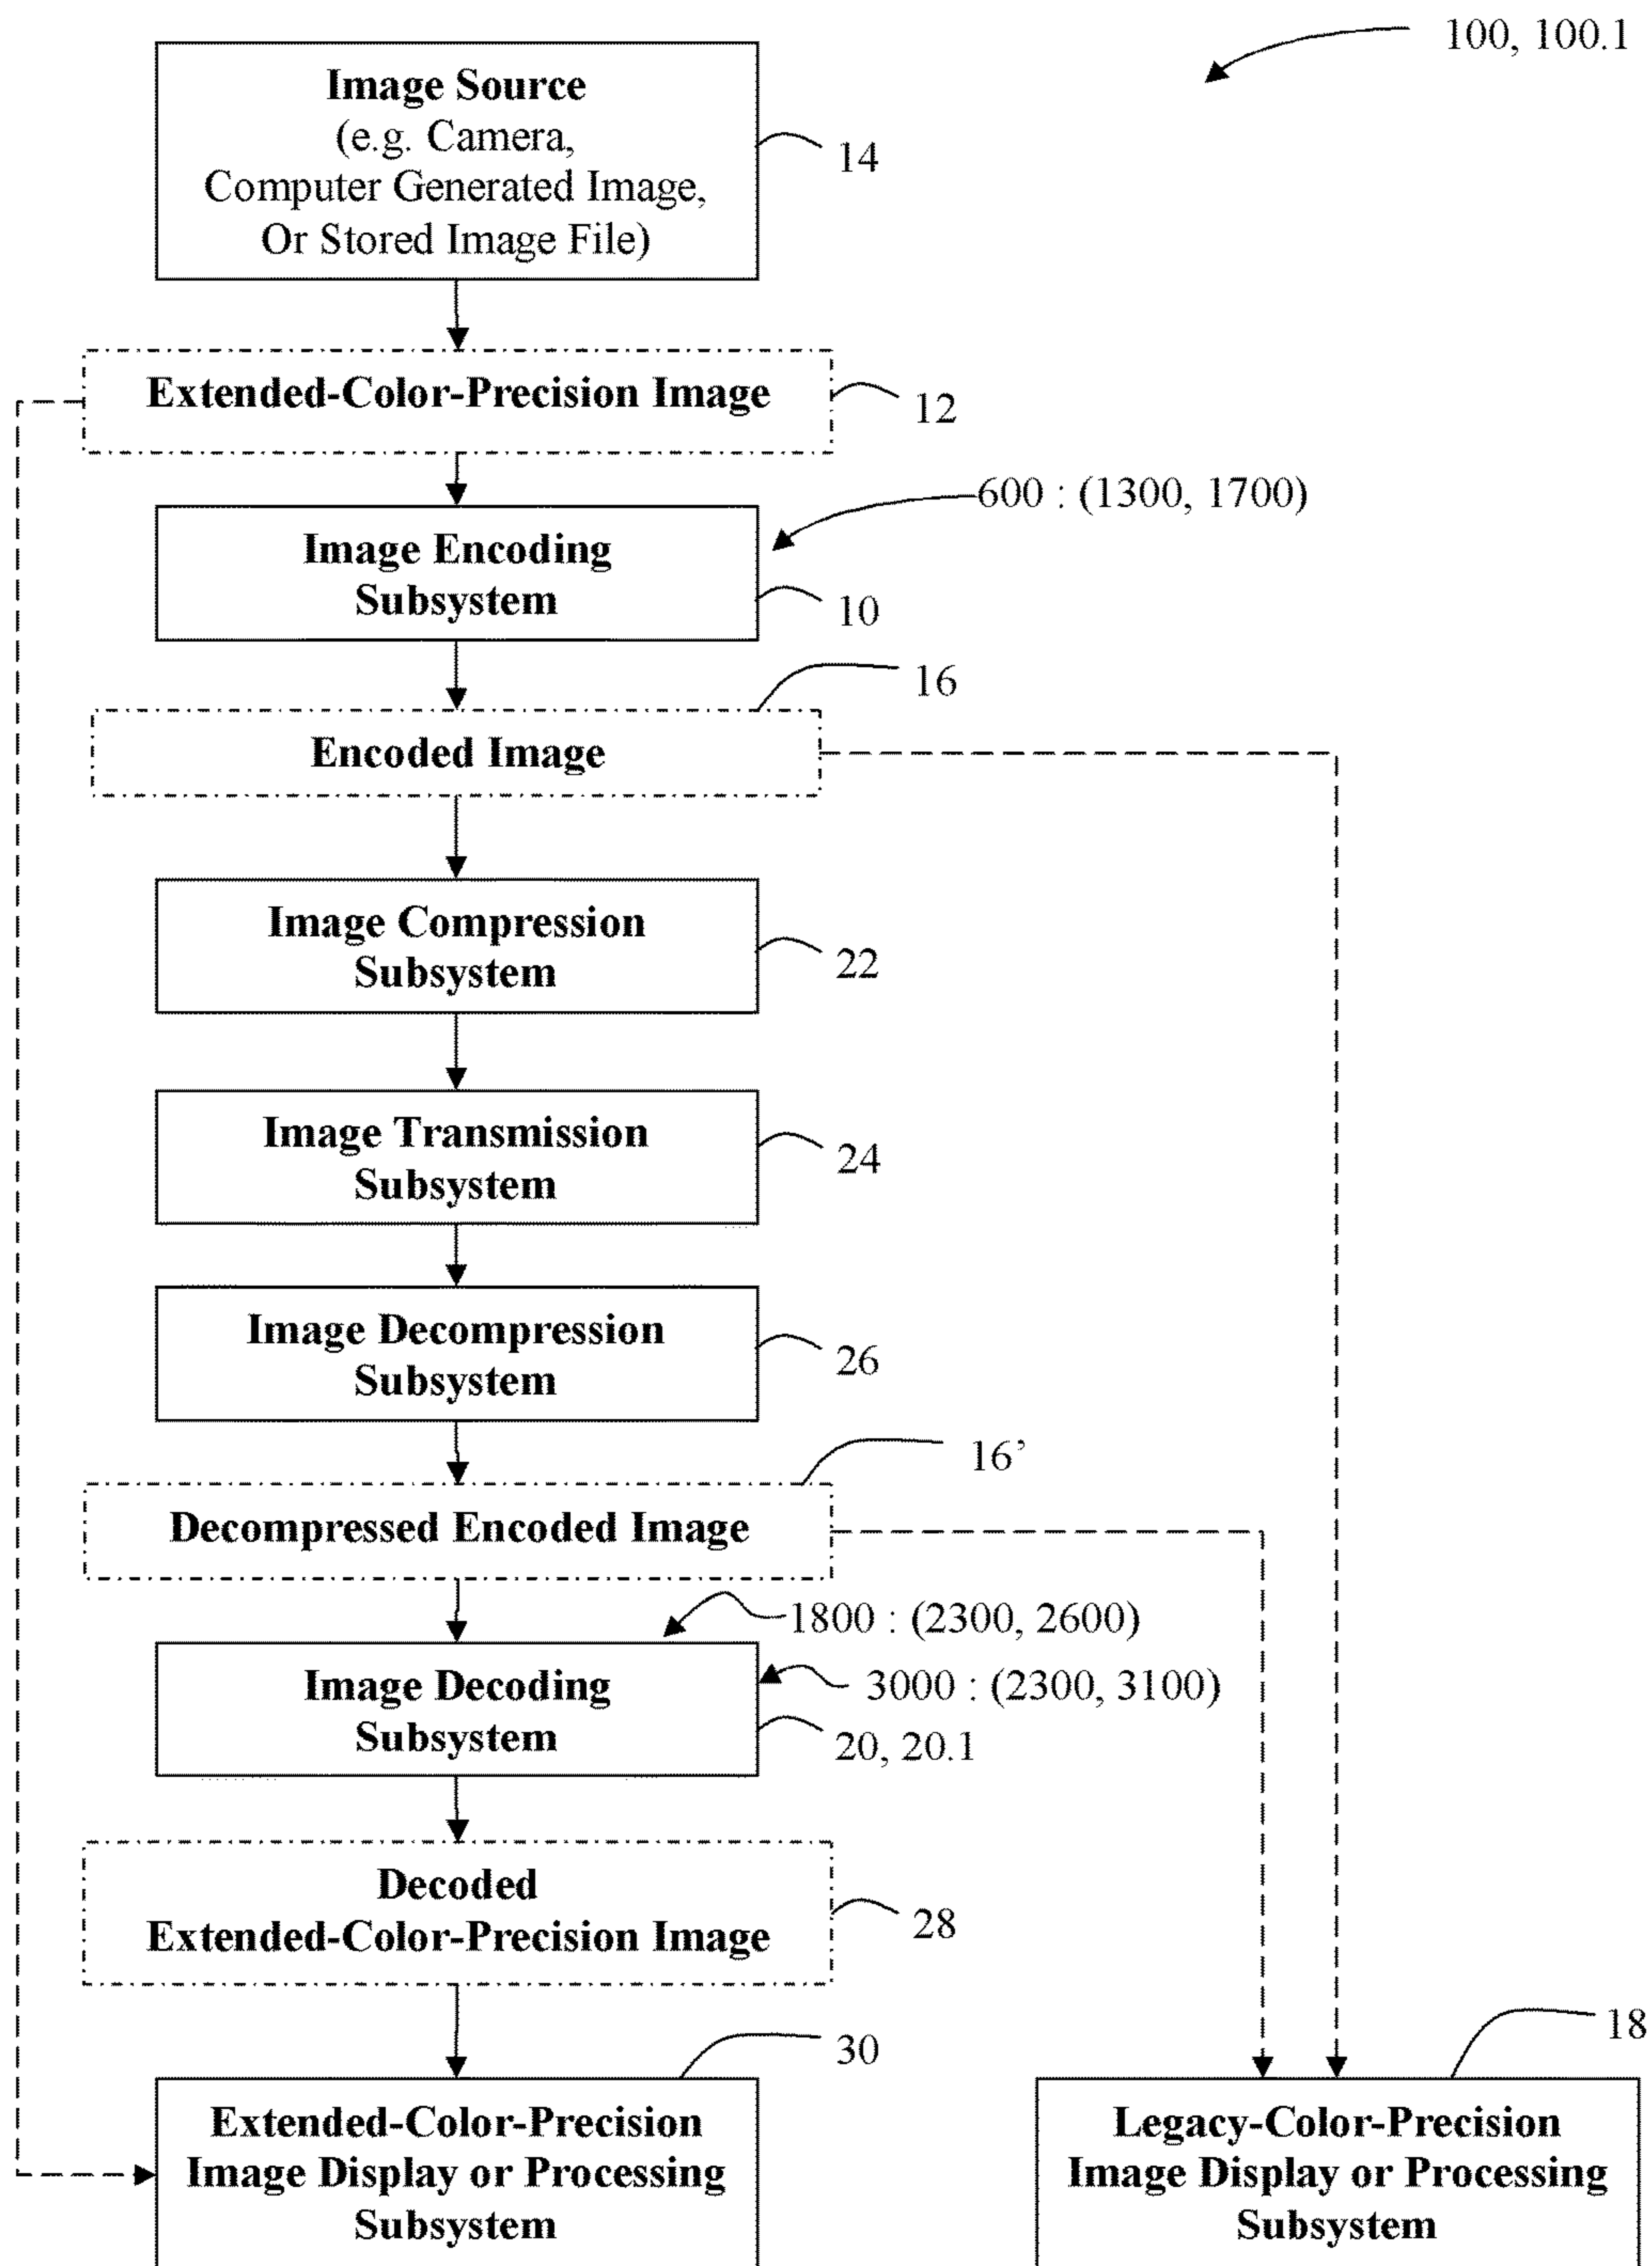 100, 100.1
Image Source
(e.g. Camera,
Computer Generated Image,
Or Stored Image File)
14
Extended-Color-Precision Image
12
600 : (1300, 1700)
Image Encoding
Subsystem
10
16
Encoded Image
Image Compression
Subsystem
22
Image Transmission
Subsystem
24
Image Decompression
Subsystem
26
16’
Decompressed Encoded Image
1800 : (2300, 2600)
Image Decoding
Subsystem
3000 : (2300, 3100)
20, 20.1
Decoded
Extended-Color-Precision Image
28
30
Extended-Color-Precision
Image Display or Processing
Subsystem
18
Legacy-Color-Precision
Image Display or Processing
Subsystem